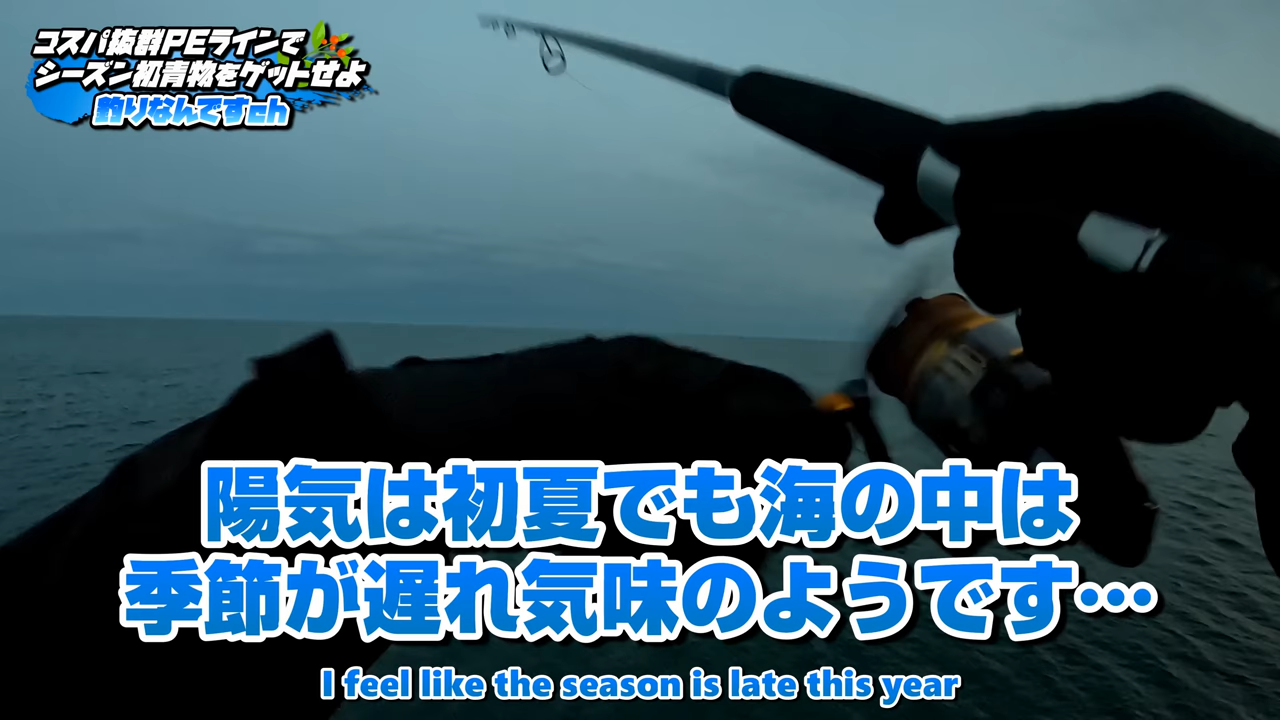 コスパ抜群PEラインで
シーズン初青物をゲットせよ
釣りなんですch
陽気は初夏でも海の中は
季節が遅れ気味のようです…
I feel like the season is late this year